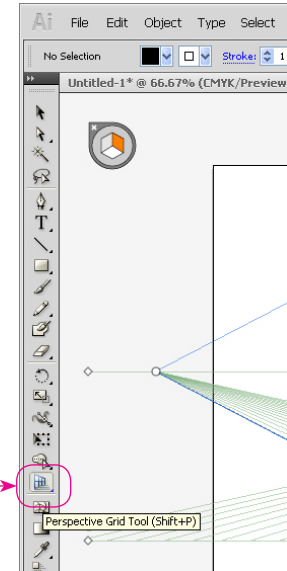 Ai File Edit Object Type Select
No Selection Stroke: 1
Untitled-1* @ 66.67% (CMYK/Preview
T
Perspective Grid Tool (Shift+P)